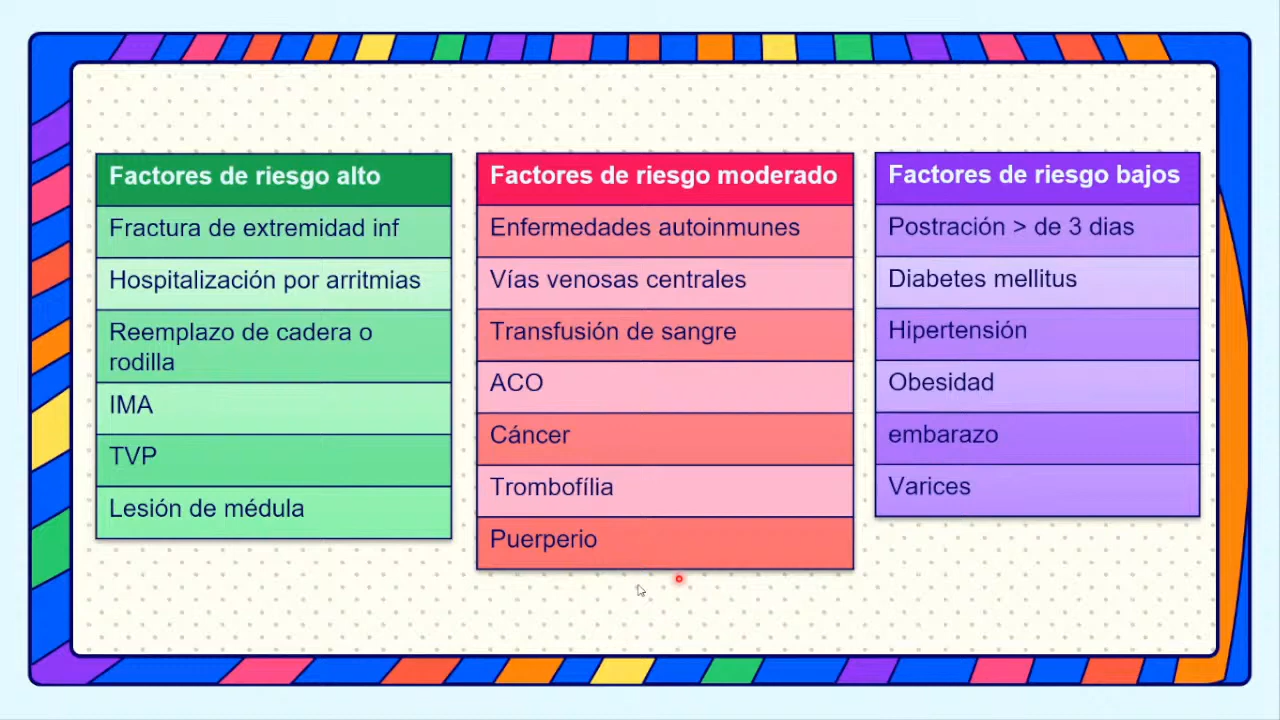 Factores de riesgo alto
Fractura de extremidad inf
Hospitalización por arritmias
Reemplazo de cadera o
rodilla
IMA
TVP
Lesión de médula
Factores de riesgo moderado
Enfermedades autoinmunes
Vías venosas centrales
Transfusión de sangre
ACO
Cáncer
Trombofília
Puerperio
Factores de riesgo bajos
Postración > de 3 dias
Diabetes mellitus
Hipertensión
Obesidad
embarazo
Varices